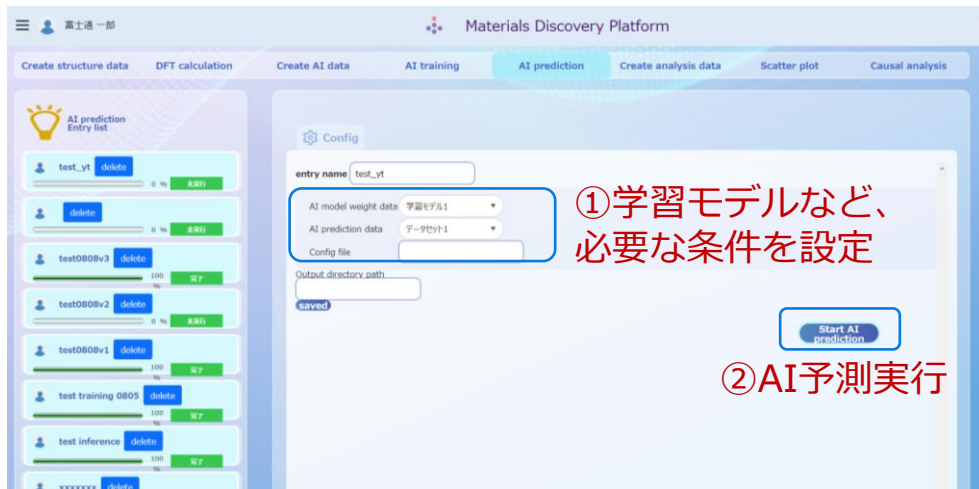 富士通 一郎
Materials Discovery Platform
Create structure data
DFT calculation
Create AI data
AI training
AI prediction
Create analysis data
Scatter plot
Causal analysis
AI prediction
Entry list
test_yt delete
0 % 未実行
delete
0 % 未実行
test0808v3 delete
100 % 完了
test0808v2 delete
0 % 未実行
test0808v1 delete
100 % 完了
test training 0805 delete
100 % 完了
test inference delete
100 % 完了
xxxxxxx delete
Config
entry name test_yt
AI model weight data 学習モデル1
AI prediction data データセット1
Config file
Output directory path
saved
①学習モデルなど、
必要な条件を設定
Start AI
prediction
②AI予測実行